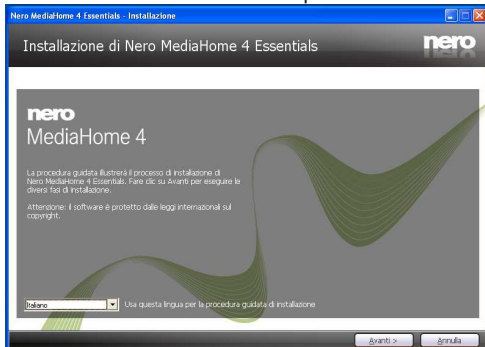 Nero MediaHome 4 Essentials - Installazione
Installazione di Nero MediaHome 4 Essentials
nero
nero
MediaHome 4
La procedura guidata illustrerà il processo di installazione di
Nero MediaHome 4 Essentials. Fare clic su Avanti per eseguire le
diversi fasi di installazione.
Attenzione: il software è protetto dalle leggi internazionali sul
copyright.
Italiano
Usa questa lingua per la procedura guidata di installazione
Avanti >
Annulla